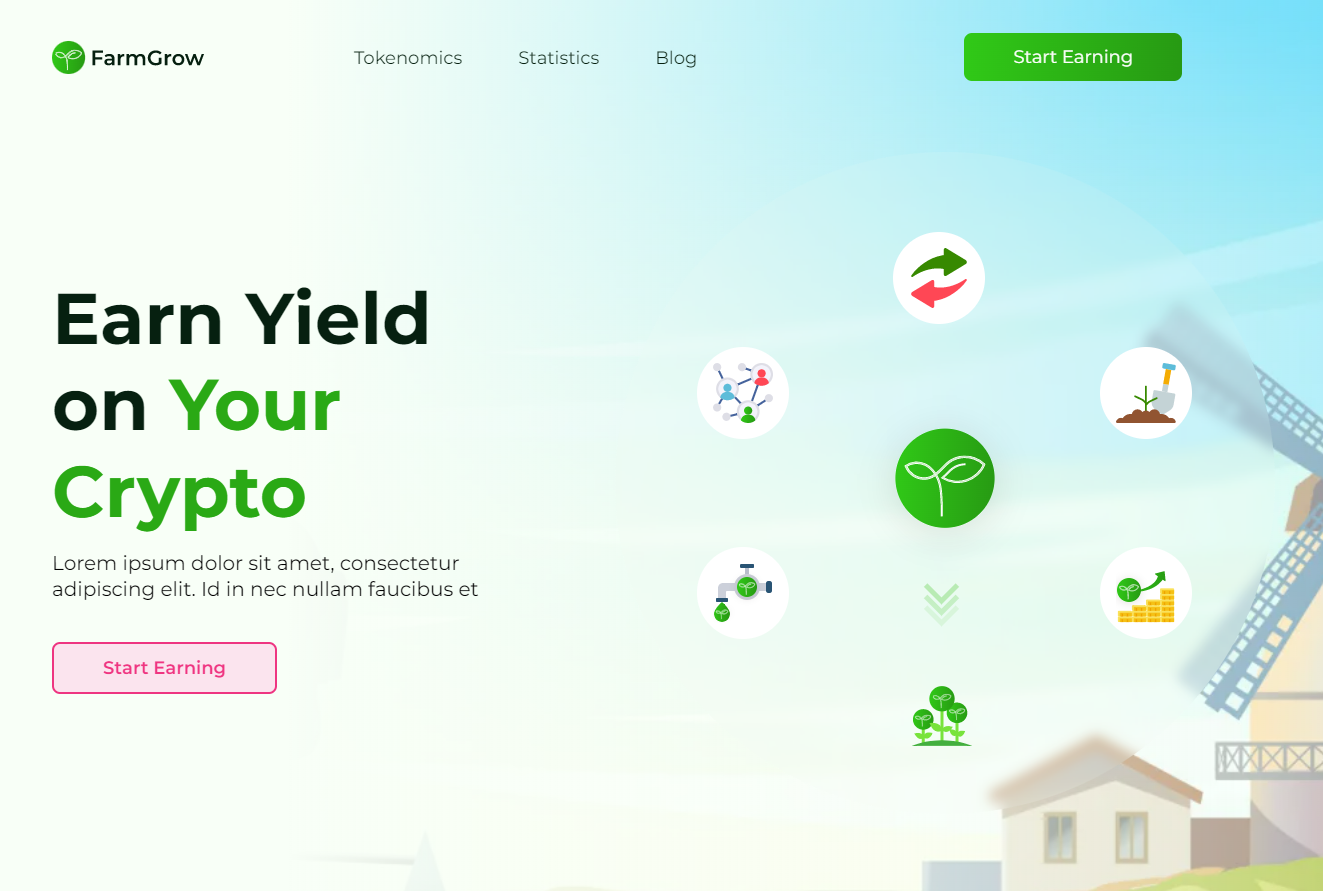 FarmGrow
Tokenomics
Statistics
Blog
Start Earning
Earn Yield
on Your
Crypto
Lorem ipsum dolor sit amet, consectetur
adipiscing elit. Id in nec nullam faucibus et
Start Earning